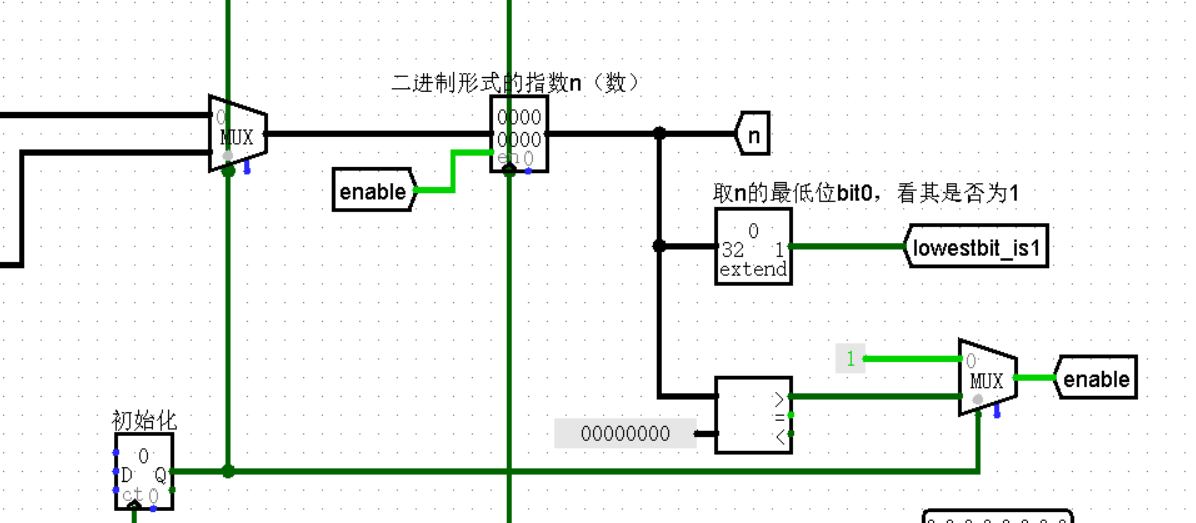 二进制形式的指数n（数）
0
MUX
0000
0000
en 0
n
enable
取n的最低位bit0，看其是否为1
0
32 1
extend
lowestbit_is1
1
0
MUX
enable
>
=
<
00000000
初始化
0
D Q
ct 0